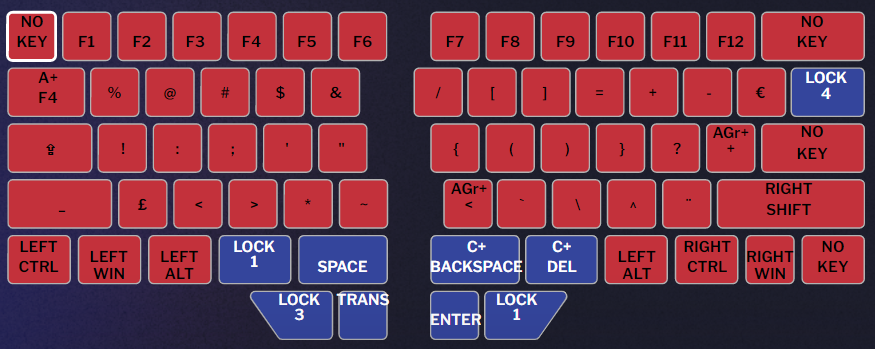 NO KEY F1 F2 F3 F4 F5 F6 F7 F8 F9 F10 F11 F12 NO KEY
A+ F4 % @ # $ & / [ ] = + - € LOCK 4
⇪ ! : ; ' " { ( ) } ? AGr+ + NO KEY
_ £ < > * ~ AGr+ < ` \ ^ ¨ RIGHT SHIFT
LEFT CTRL LEFT WIN LEFT ALT LOCK 1 SPACE C+ BACKSPACE C+ DEL LEFT ALT RIGHT CTRL RIGHT WIN NO KEY
LOCK 3 TRANS ENTER LOCK 1